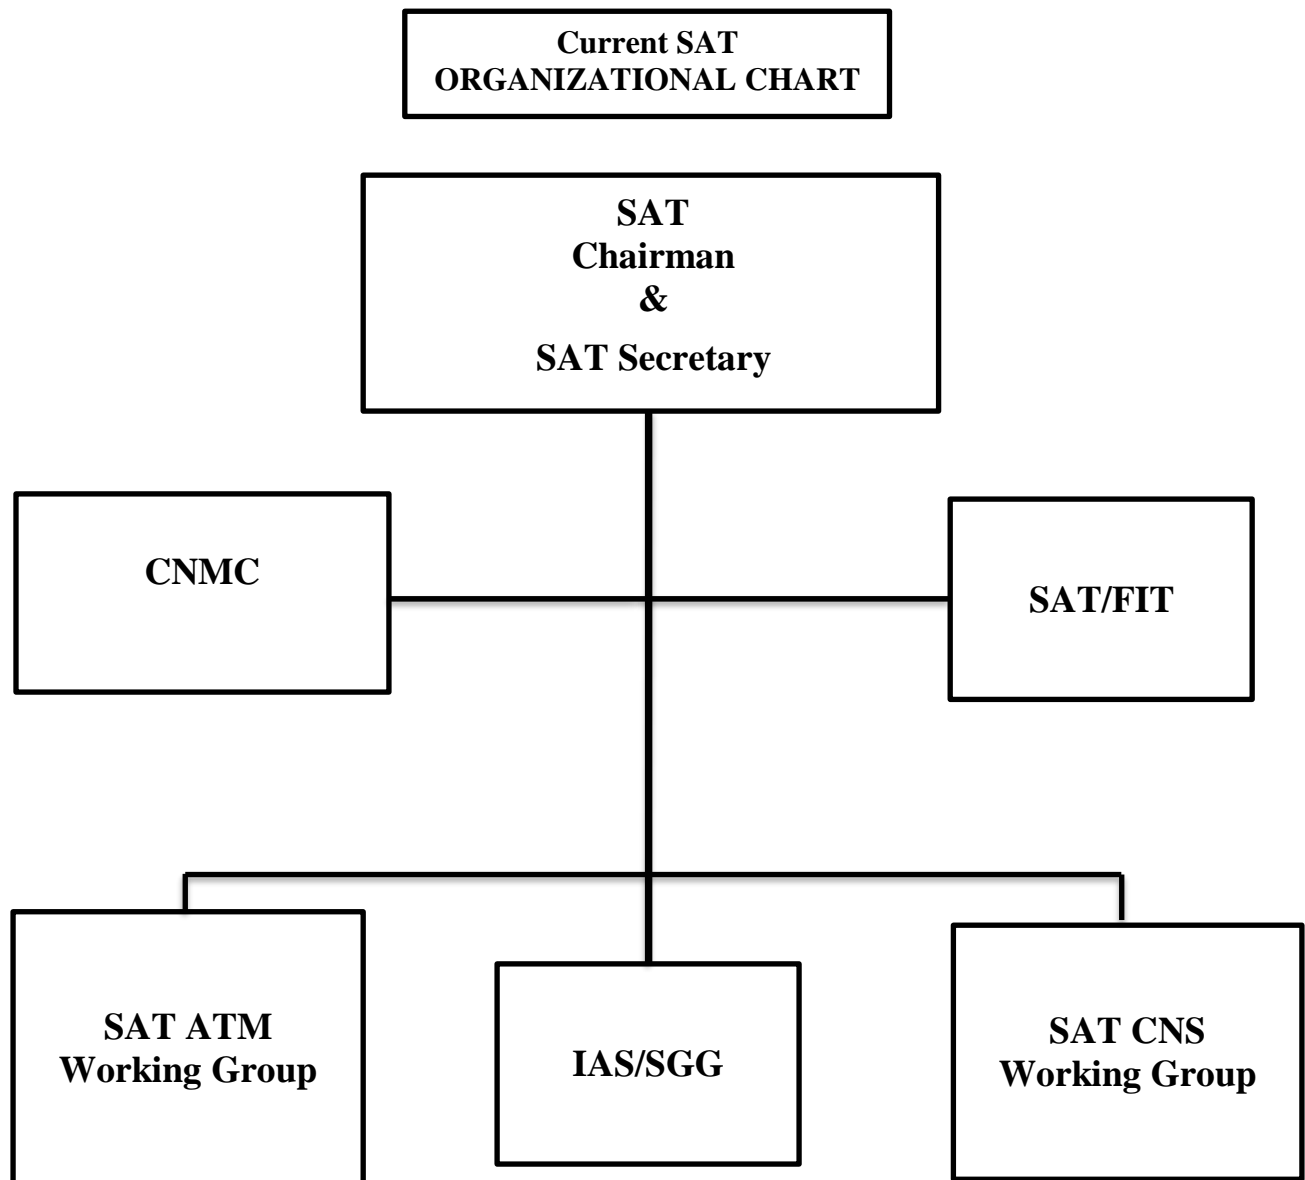 Current SAT
ORGANIZATIONAL CHART
SAT
Chairman
&
SAT Secretary
CNMC
SAT/FIT
SAT ATM
Working Group
IAS/SGG
SAT CNS
Working Group